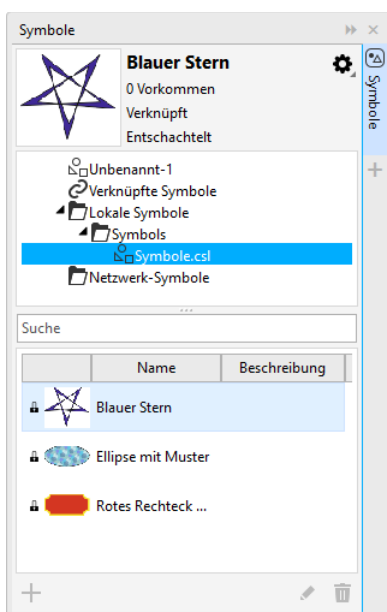 Symbole
Blauer Stern
0 Vorkommen
Verknüpft
Entschachtelt
Symbole
Unbenannt-1
Verknüpfte Symbole
Lokale Symbole
Symbols
Symbole.csl
Netzwerk-Symbole
Suche
Name Beschreibung
Blauer Stern
Ellipse mit Muster
Rotes Rechteck ...